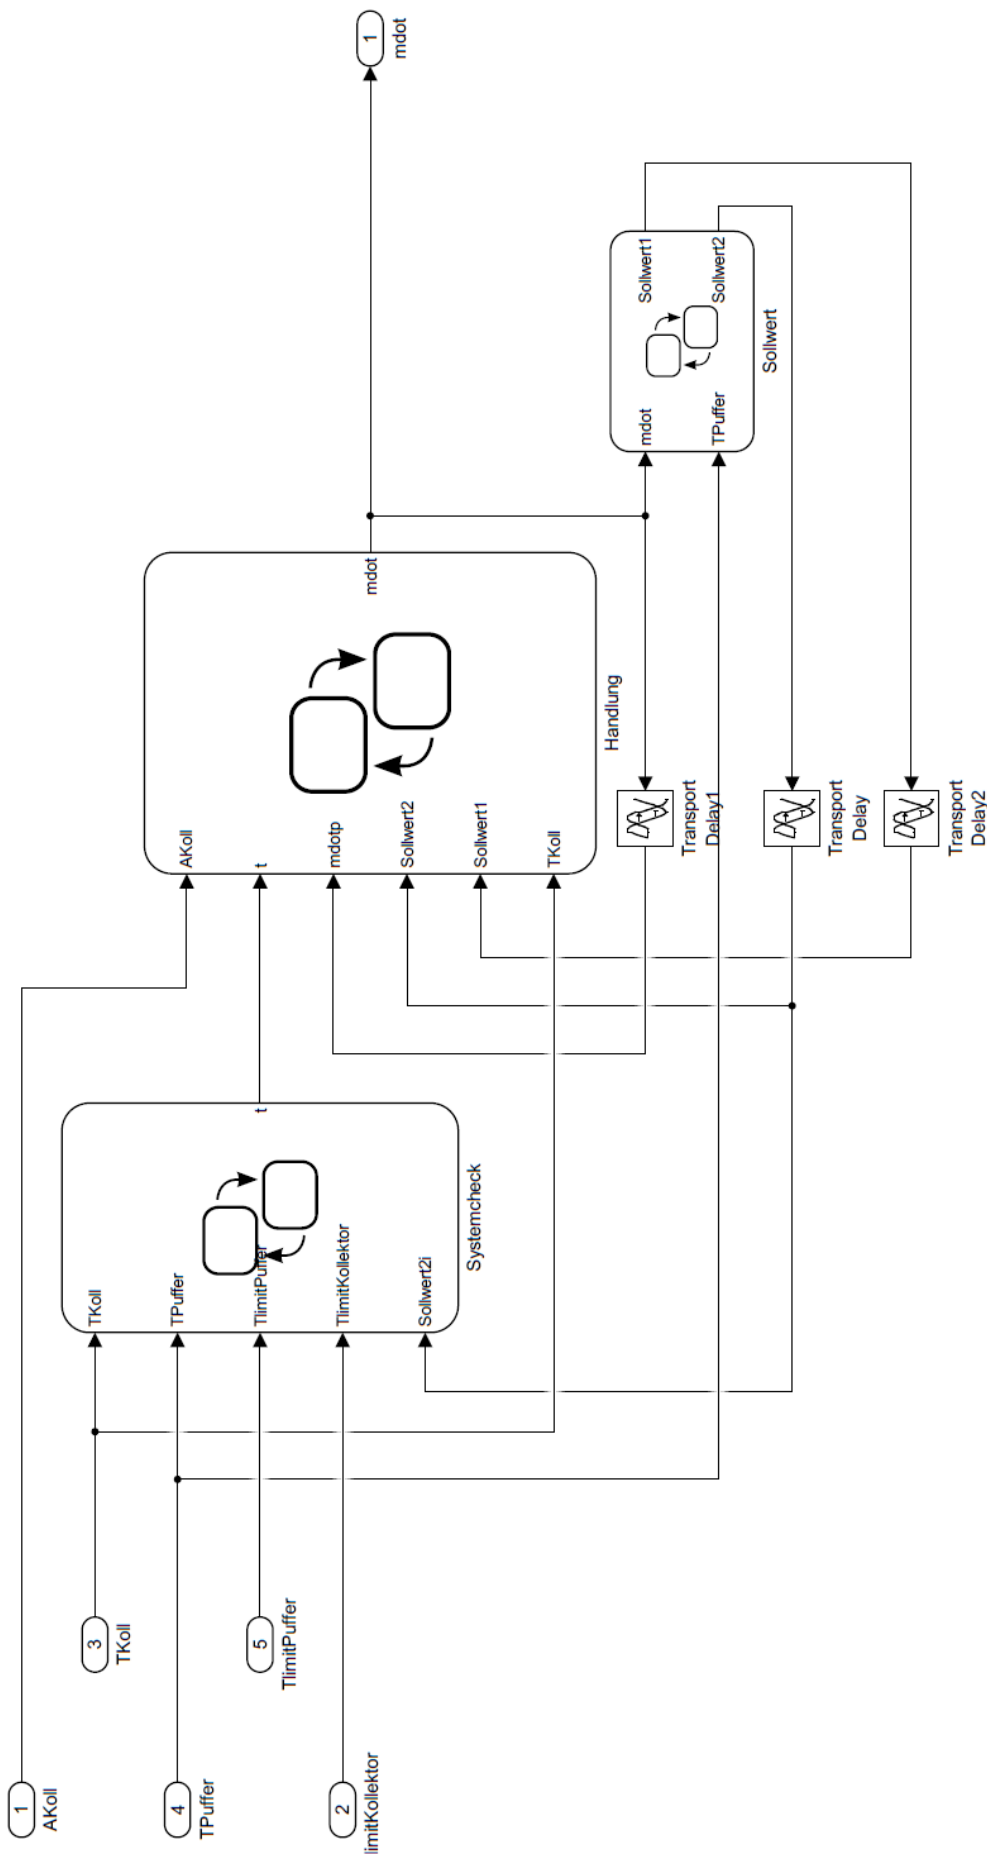 1
AKoll
3
TKoll
4
TPuffer
5
TlimitPuffer
2
limitKollektor
TKoll
TPuffer
TlimitPuffer
TlimitKollektor
Sollwert2i
t
Systemcheck
AKoll
t
mdotp
Sollwert2
Sollwert1
TKoll
mdot
Handlung
Transport
Delay1
Transport
Delay
Transport
Delay2
mdot
TPuffer
Sollwert1
Sollwert2
Sollwert
1
mdot